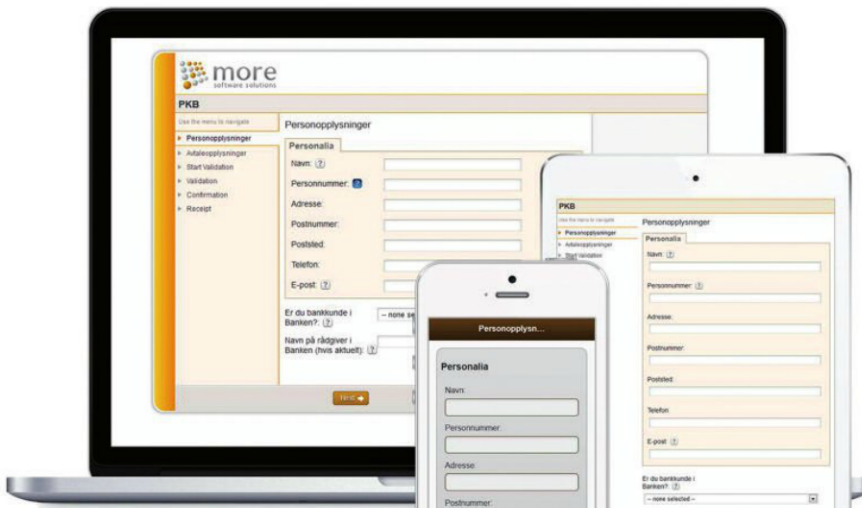 more
software solutions
PKB
Use the menu to navigate
Personopplysninger
Avtaleopplysninger
Start Validation
Validation
Confirmation
Receipt
Personopplysninger
Personalia
Navn: ?
Personnummer: ?
Adresse:
Postnummer:
Poststed:
Telefon:
E-post: ?
Er du bankkunde i
Banken?: ?
-- none se
Navn på rådgiver i
Banken (hvis aktuelt): ?
Next
PKB
Use the menu to navigate
Personopplysninger
Avtaleopplysninger
Start Validation
Personopplysninger
Personalia
Navn: ?
Personnummer: ?
Adresse:
Postnummer:
Poststed:
Telefon:
E-post: ?
Er du bankkunde i
Banken?: ?
-- none selected --
Personopplysn...
Personalia
Navn:
Personnummer:
Adresse:
Postnummer: